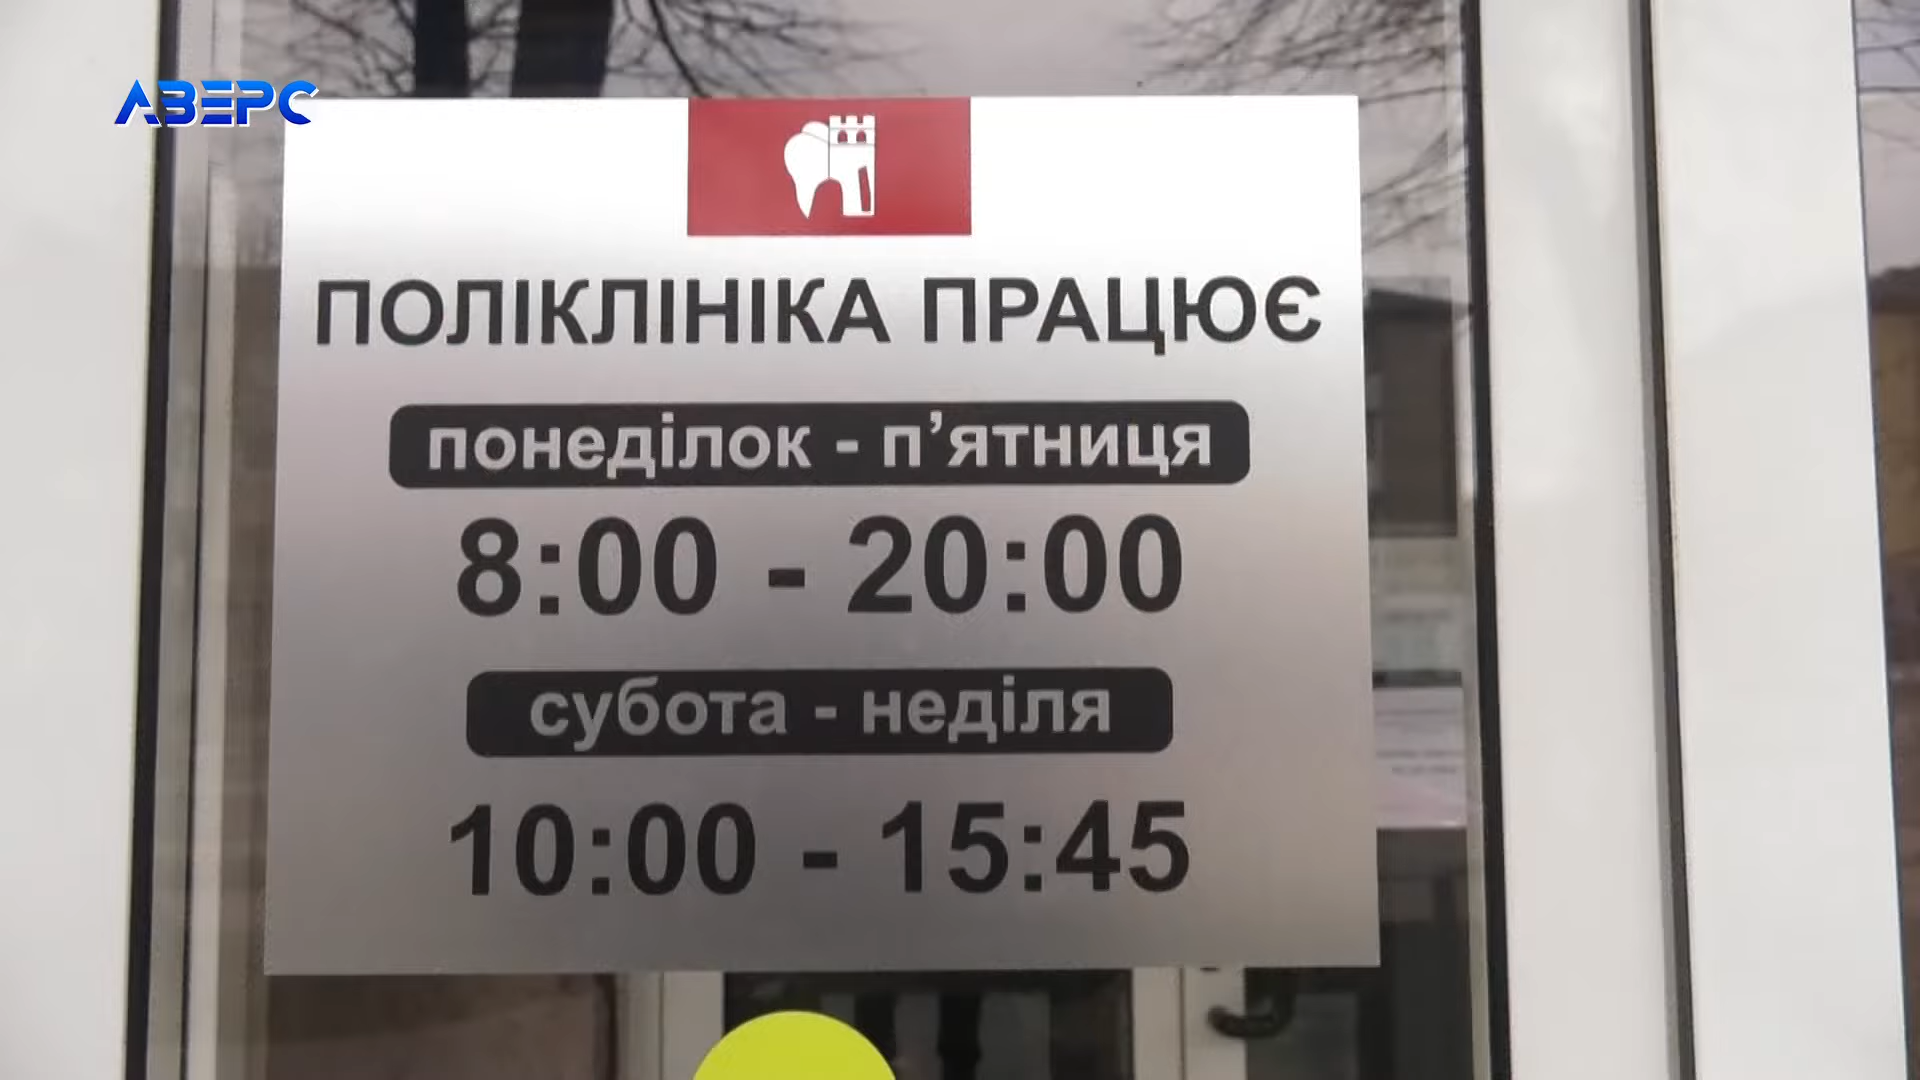 АВЕРС
ПОЛІКЛІНІКА ПРАЦЮЄ
понеділок - п’ятниця
8:00 - 20:00
субота - неділя
10:00 - 15:45